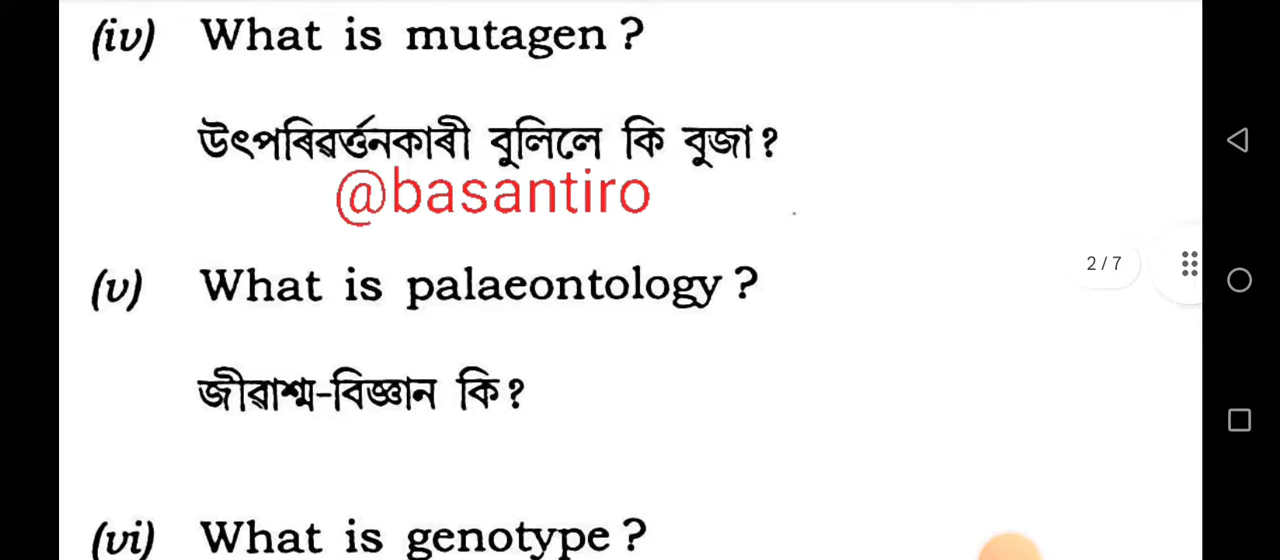 (iv) What is mutagen ?
উৎপৰিৱৰ্ত্তনকাৰী বুলিলে কি বুজা ?
@basantiro
(v) What is palaeontology ?
2 / 7
জীৱাশ্ম-বিজ্ঞান কি ?
(vi) What is genotype ?